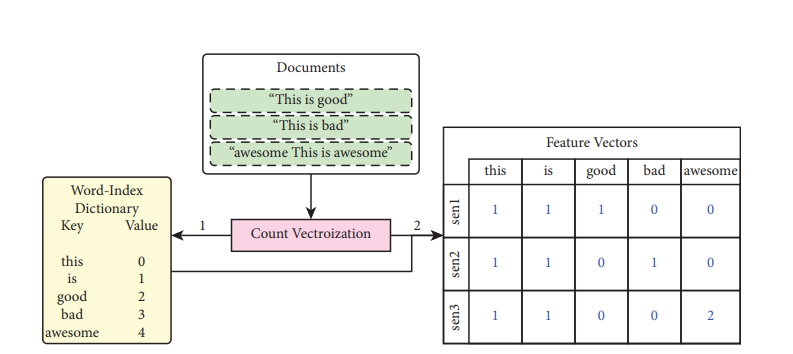 Documents
“This is good”
“This is bad”
“awesome This is awesome”
Word-Index
Dictionary
Key Value
this 0
is 1
good 2
bad 3
awesome 4
1
Count Vectroization
2
Feature Vectors
this is good bad awesome
sen1 1 1 1 0 0
sen2 1 1 0 1 0
sen3 1 1 0 0 2